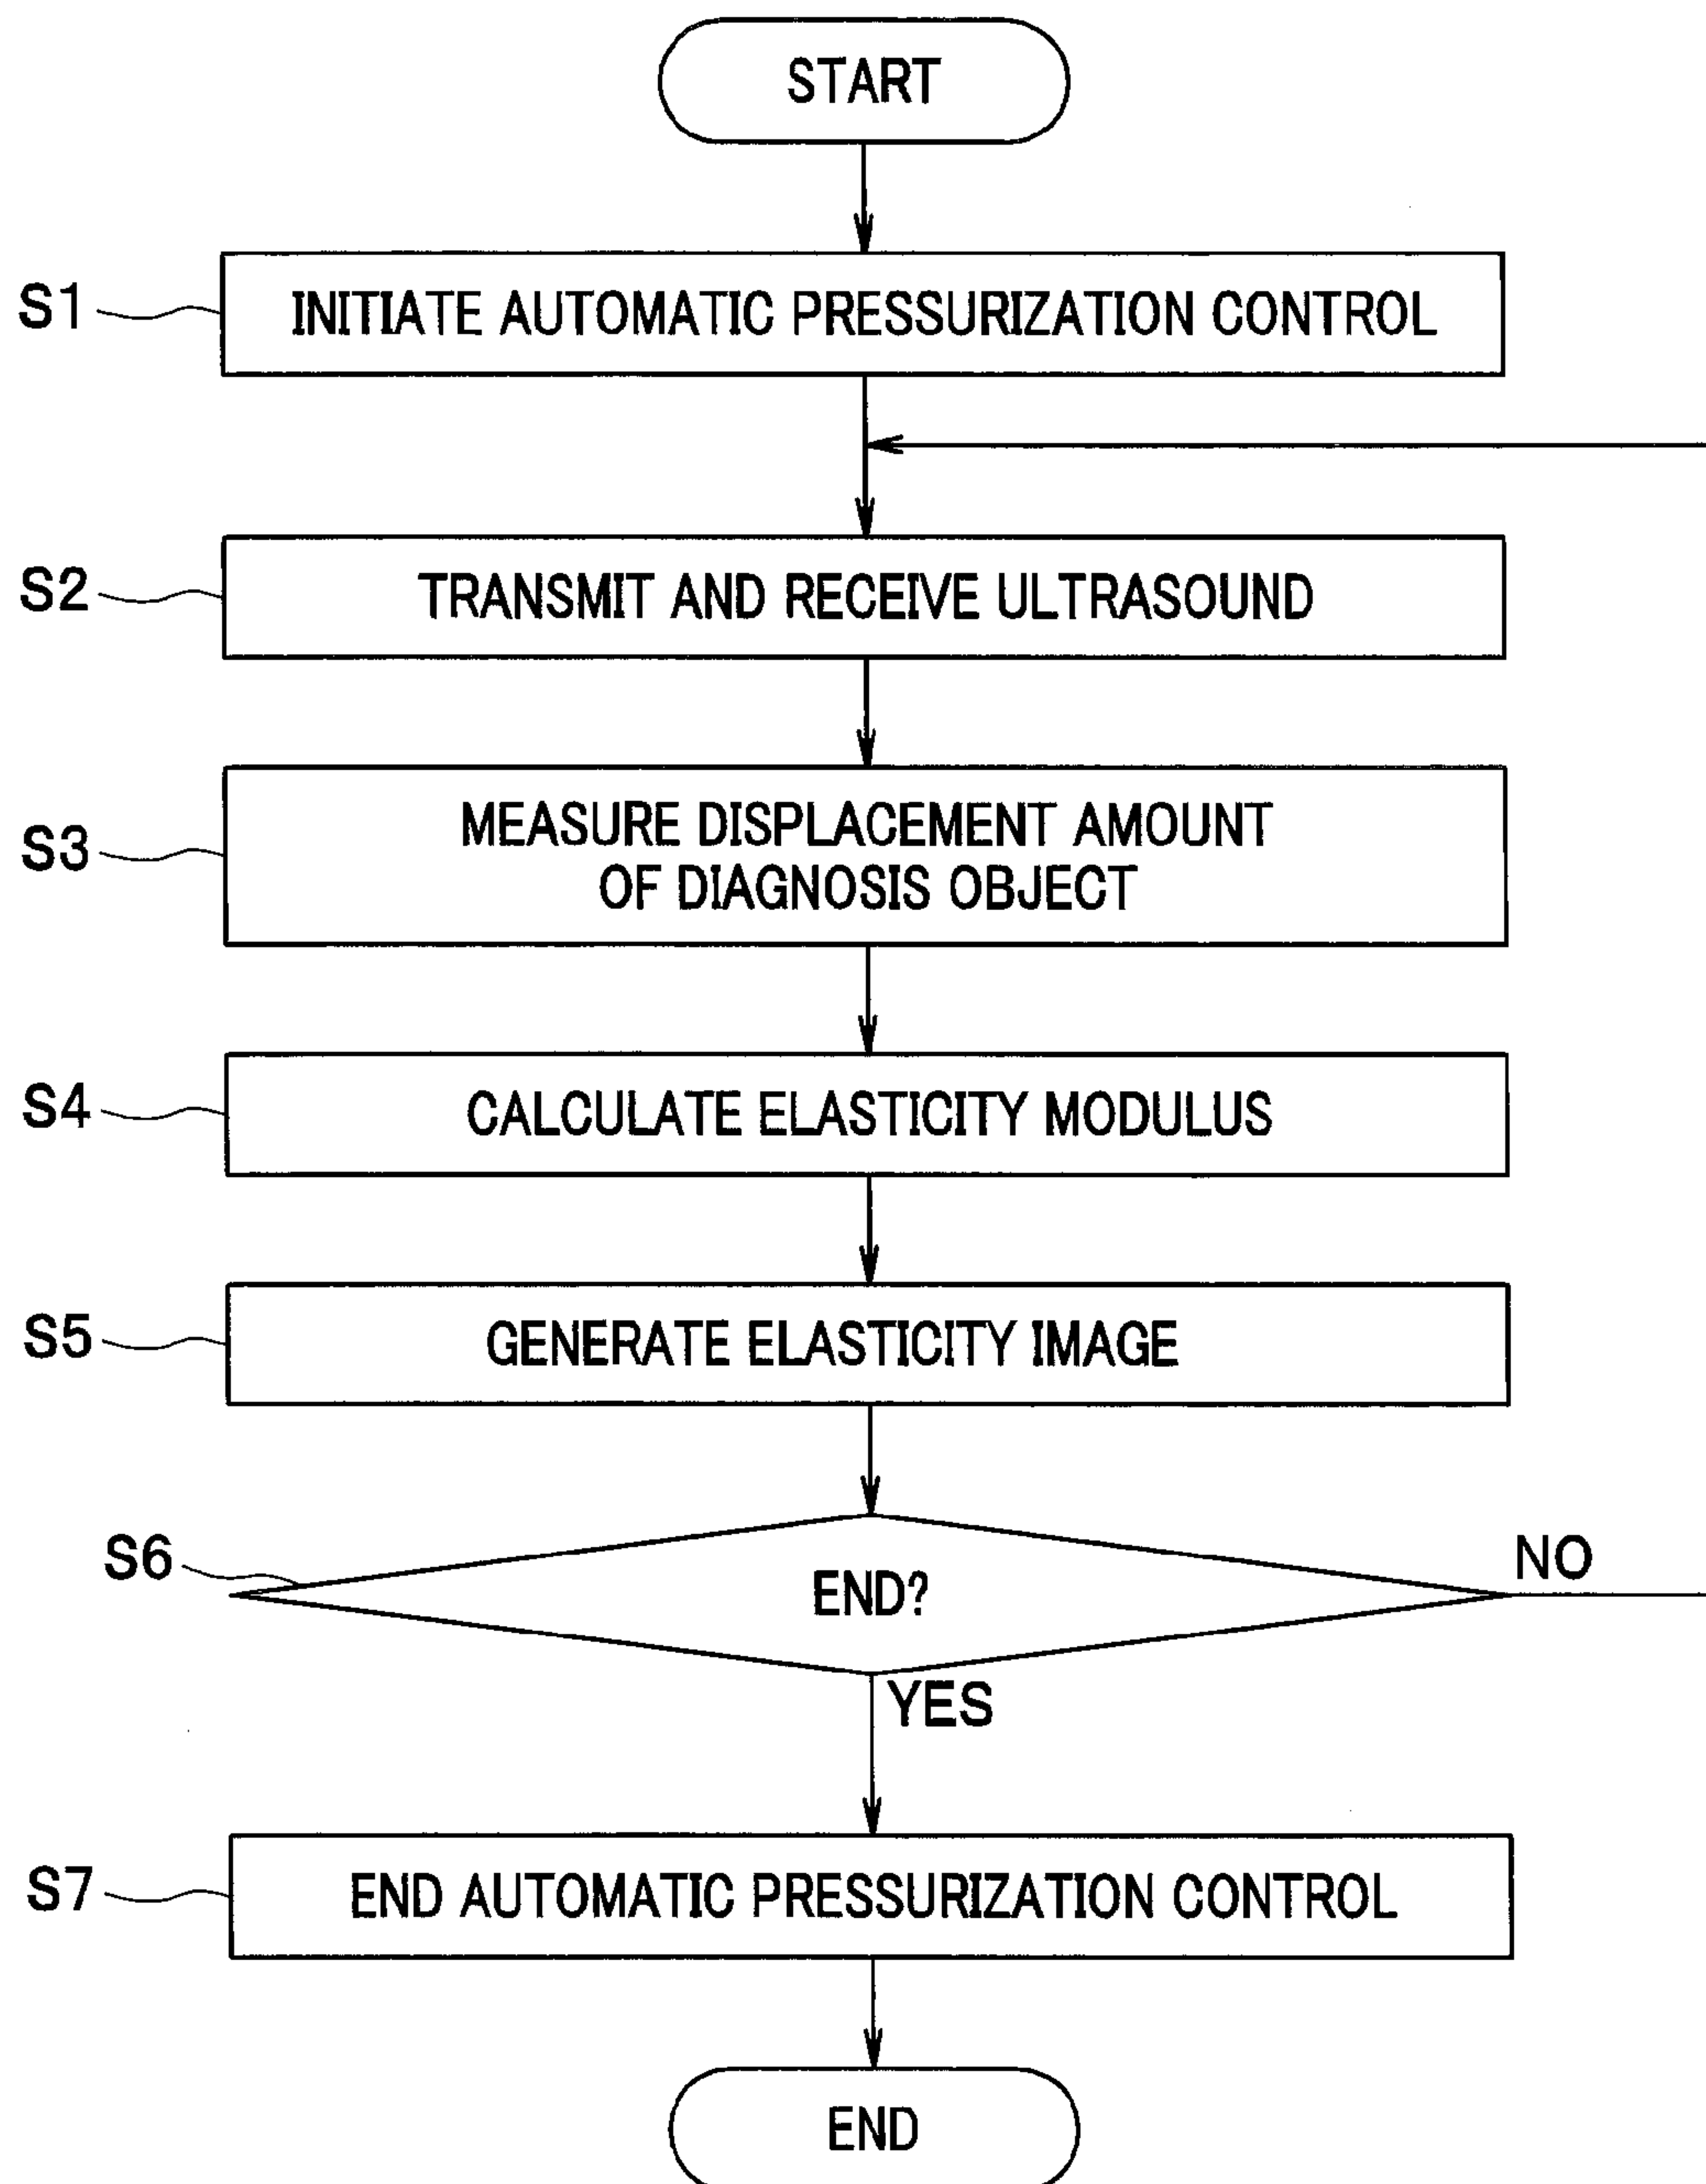 START
S1
INITIATE AUTOMATIC PRESSURIZATION CONTROL
S2
TRANSMIT AND RECEIVE ULTRASOUND
S3
MEASURE DISPLACEMENT AMOUNT
OF DIAGNOSIS OBJECT
S4
CALCULATE ELASTICITY MODULUS
S5
GENERATE ELASTICITY IMAGE
S6
END?
NO
YES
S7
END AUTOMATIC PRESSURIZATION CONTROL
END